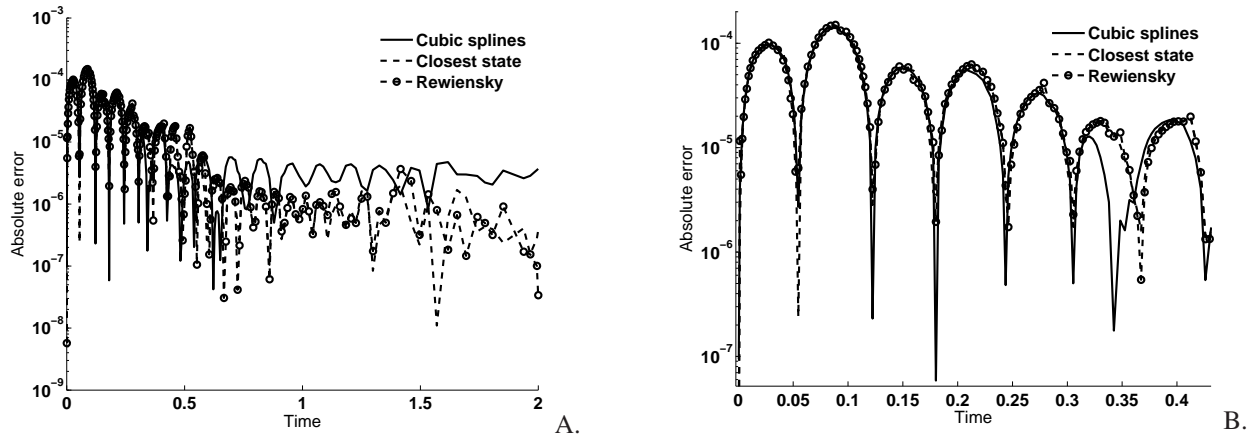 10−3
10−4
10−5
10−6
10−7
10−8
10−9
Absolute error
0 0.5 1 1.5 2
Time
Cubic splines
Closest state
Rewiensky
A.
10−4
10−5
10−6
10−7
Absolute error
0 0.05 0.1 0.15 0.2 0.25 0.3 0.35 0.4
Time
Cubic splines
Closest state
Rewiensky
B.